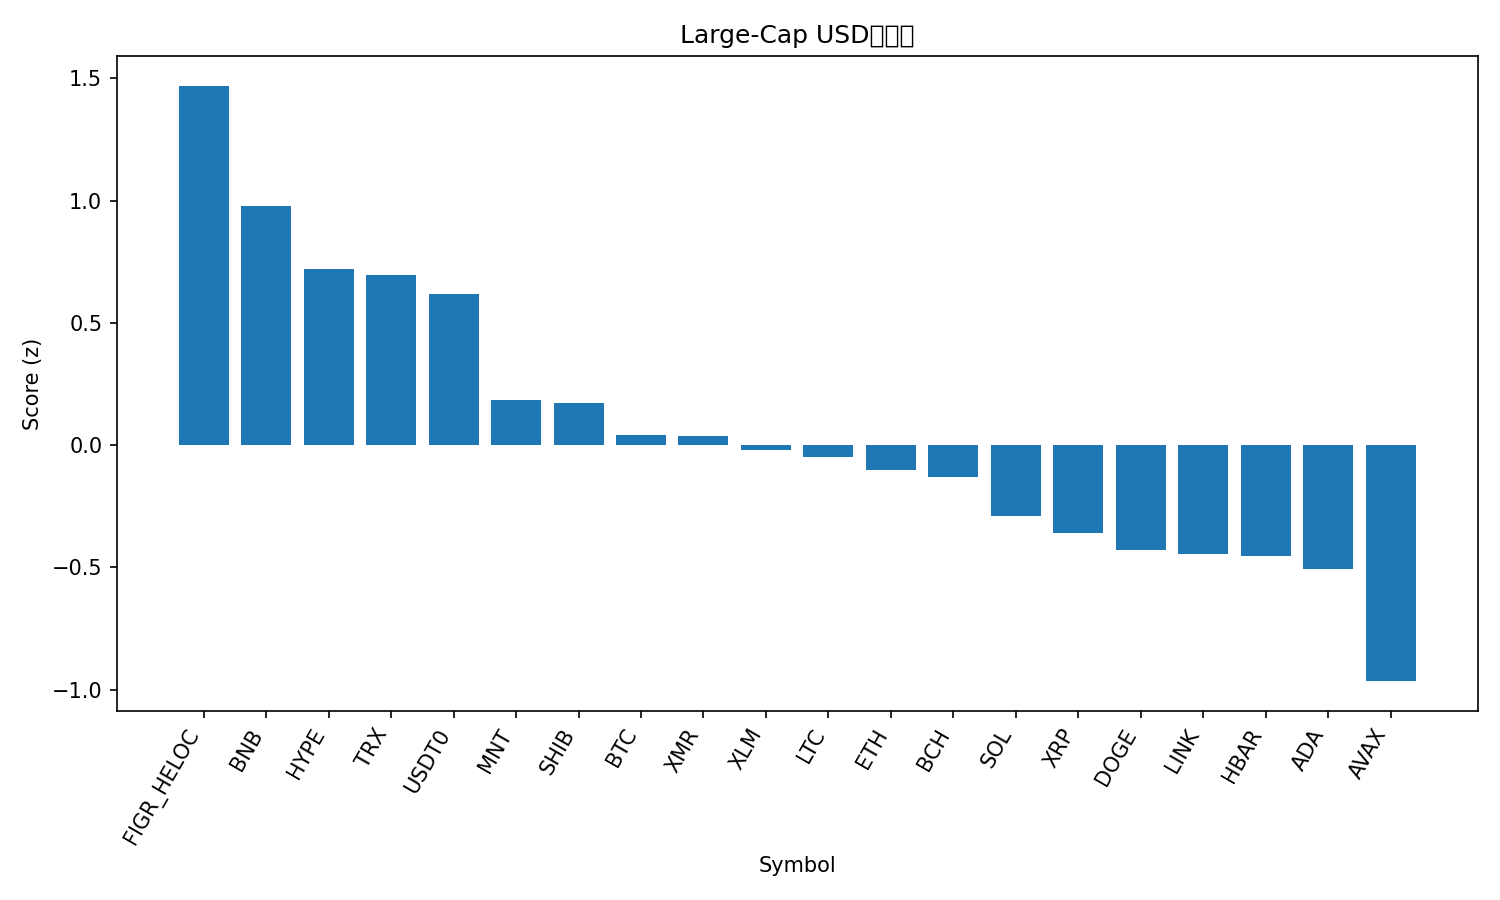 Large-Cap USD
Score (z)
1.5
1.0
0.5
0.0
−0.5
−1.0
FIGR_HELOC
BNB
HYPE
TRX
USDT0
MNT
SHIB
BTC
XMR
XLM
LTC
ETH
BCH
SOL
XRP
DOGE
LINK
HBAR
ADA
AVAX
Symbol